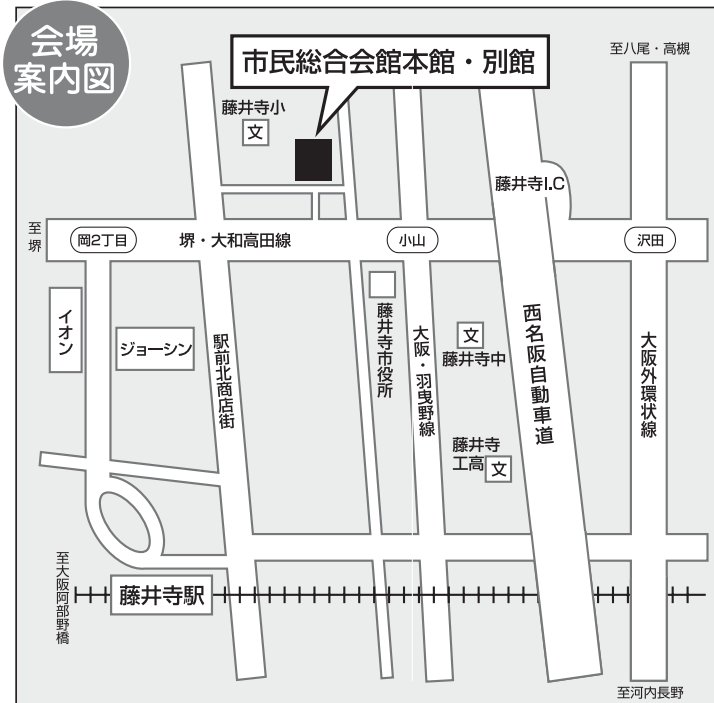 会場
案内図
市民総合会館本館・別館
至八尾・高槻
藤井寺小
文
藤井寺I.C
至堺
岡2丁目
堺・大和高田線
小山
沢田
イオン
ジョーシン
駅前北商店街
藤井寺市役所
大阪・羽曳野線
文
藤井寺中
西名阪自動車道
大阪外環状線
藤井寺
工高
文
至大阪阿部野橋
藤井寺駅
至河内長野